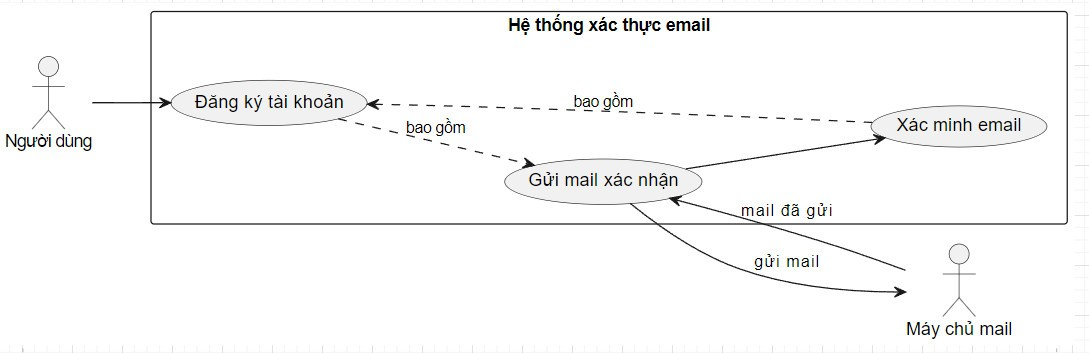 Hệ thống xác thực email
Đăng ký tài khoản
bao gồm
Xác minh email
bao gồm
Người dùng
Gửi mail xác nhận
mail đã gửi
gửi mail
Máy chủ mail